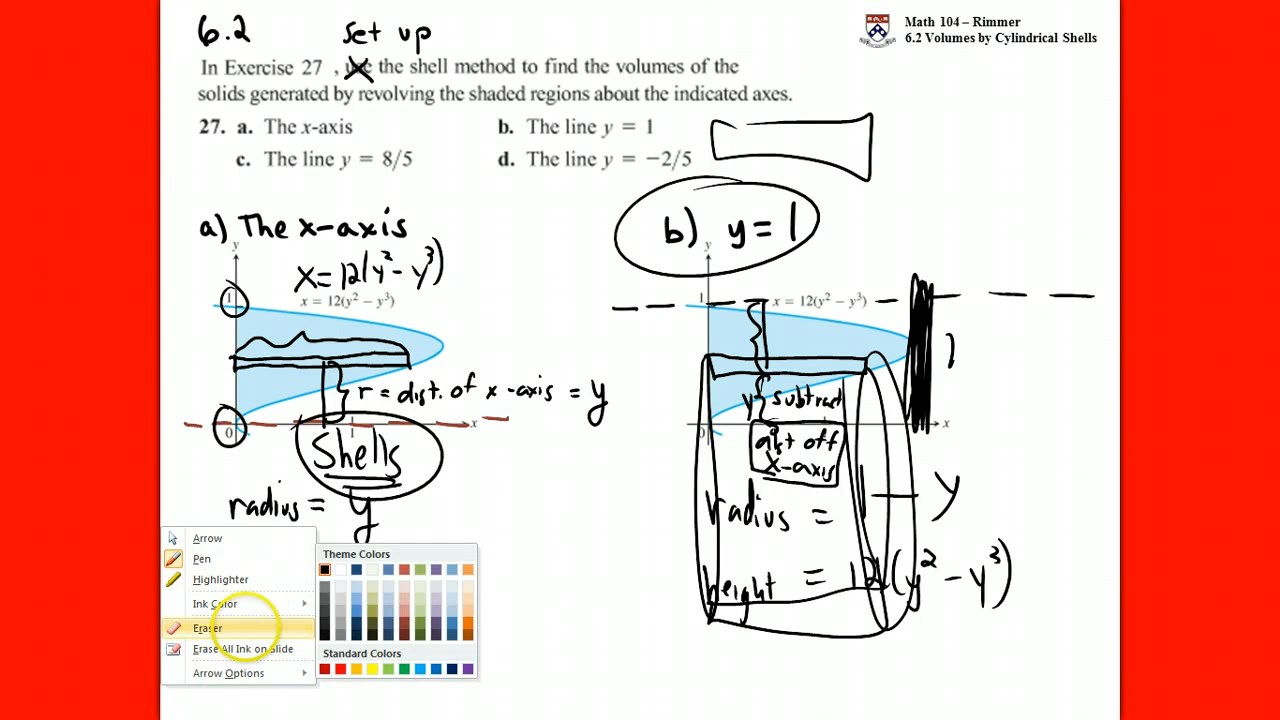 Math 104 – Rimmer
6.2 Volumes by Cylindrical Shells
6.2
set up
In Exercise 27 , the shell method to find the volumes of the
solids generated by revolving the shaded regions about the indicated axes.
27. a. The x-axis
b. The line y = 1
c. The line y = 8/5
d. The line y = −2/5
a) The x-axis
x = 12(y² - y³)
y
1
x = 12(y² − y³)
r = dist. of x-axis = y
0
1
x
Shells
radius = y
b) y = 1
y
1
x = 12(y² − y³)
1
y subtract
0
x
dist off
x-axis
radius = 1 - y
height = 12(y² - y³)
Arrow
Pen
Highlighter
Ink Color
Eraser
Erase All Ink on Slide
Arrow Options
Theme Colors
Standard Colors